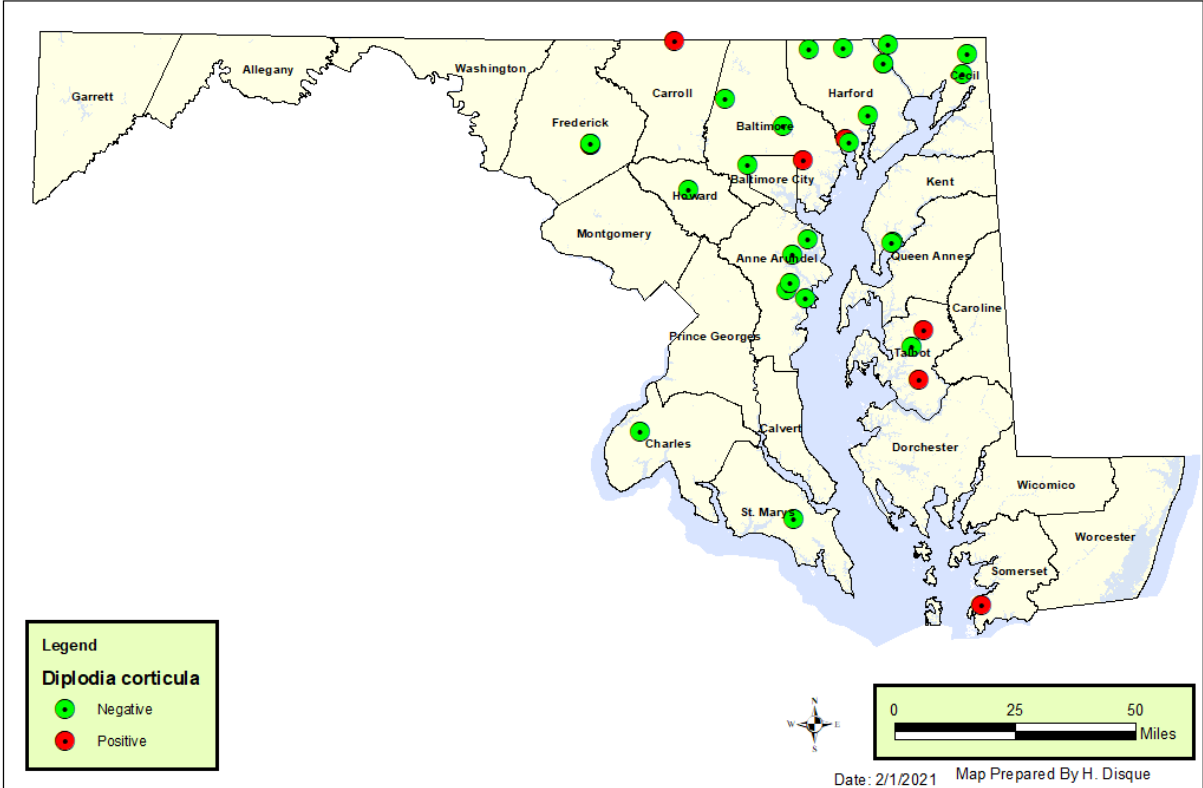 Garrett
Allegany
Washington
Frederick
Carroll
Baltimore
Harford
Cecil
Howard
Baltimore City
Kent
Montgomery
Anne Arundel
Queen Annes
Prince Georges
Caroline
Talbot
Charles
Calvert
Dorchester
St. Marys
Wicomico
Worcester
Somerset
Legend
Diplodia corticula
Negative
Positive
N
W E
S
0 25 50
Miles
Date: 2/1/2021 Map Prepared By H. Disque